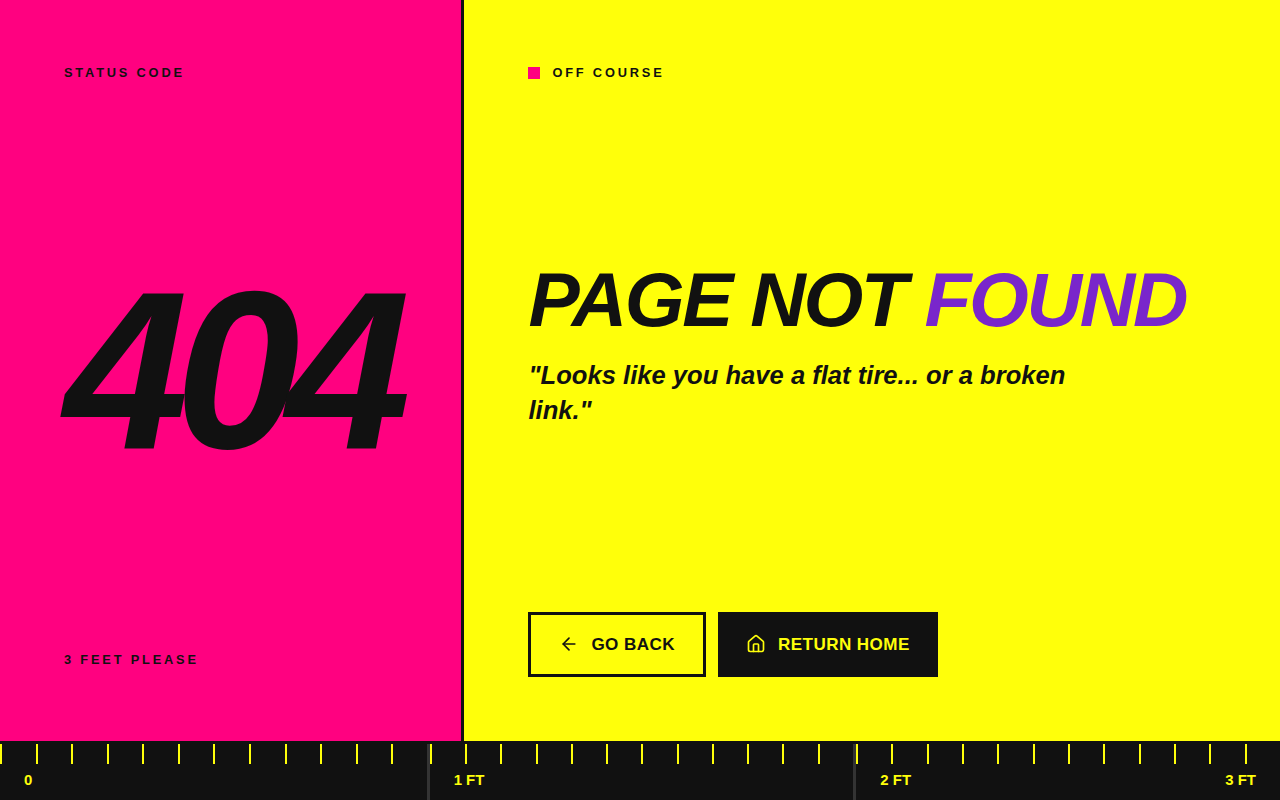 STATUS CODE
404
3 FEET PLEASE
OFF COURSE
PAGE NOT FOUND
"Looks like you have a flat tire... or a broken
link."
GO BACK
RETURN HOME
0
1 FT
2 FT
3 FT